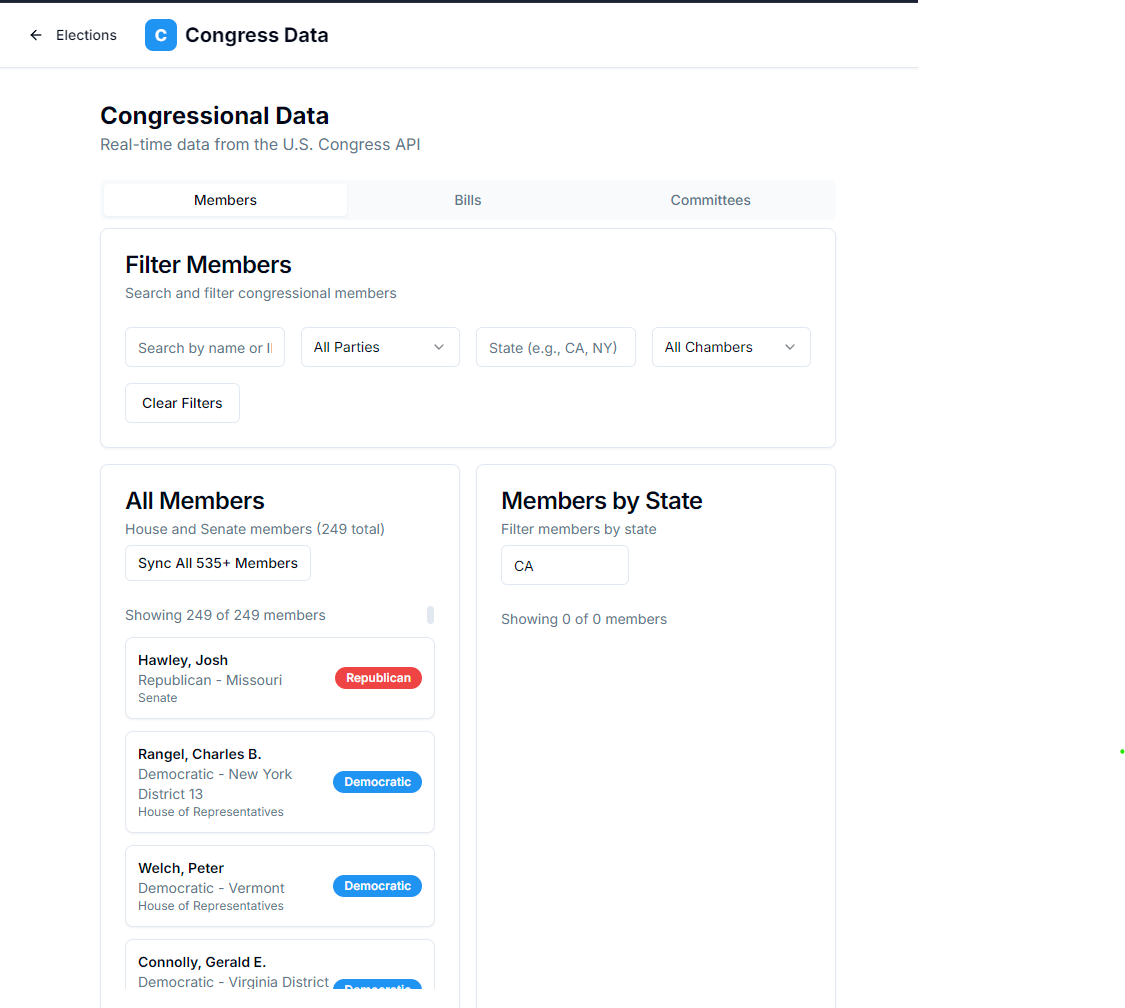 Elections
C
Congress Data
Congressional Data
Real-time data from the U.S. Congress API
Members
Bills
Committees
Filter Members
Search and filter congressional members
Search by name or
All Parties
State (e.g., CA, NY)
All Chambers
Clear Filters
All Members
House and Senate members (249 total)
Sync All 535+ Members
Showing 249 of 249 members
Hawley, Josh
Republican - Missouri
Senate
Republican
Rangel, Charles B.
Democratic - New York
District 13
House of Representatives
Democratic
Welch, Peter
Democratic - Vermont
House of Representatives
Democratic
Connolly, Gerald E.
Democratic - Virginia District
Democratic
Members by State
Filter members by state
CA
Showing 0 of 0 members